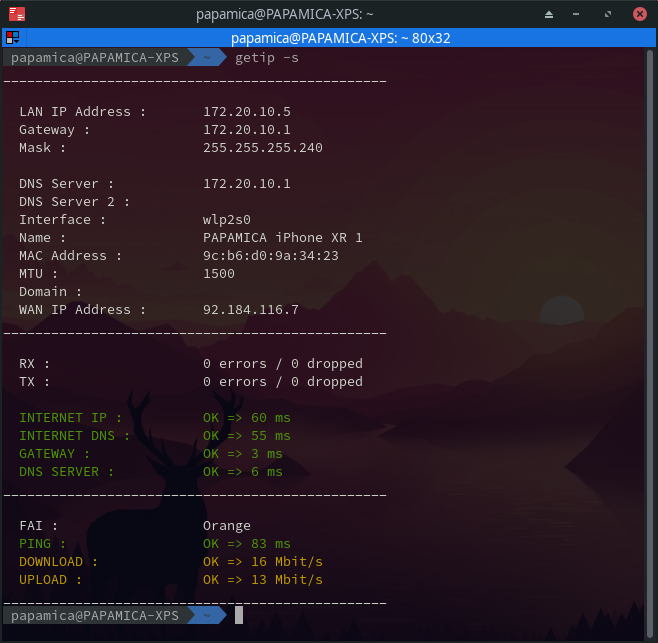 papamica@PAPAMICA-XPS: ~
papamica@PAPAMICA-XPS: ~ 80x32
papamica@PAPAMICA-XPS ~ getip -s
LAN IP Address : 172.20.10.5
Gateway : 172.20.10.1
Mask : 255.255.255.240
DNS Server : 172.20.10.1
DNS Server 2 :
Interface : wlp2s0
Name : PAPAMICA iPhone XR 1
MAC Address : 9c:b6:d0:9a:34:23
MTU : 1500
Domain :
WAN IP Address : 92.184.116.7
RX : 0 errors / 0 dropped
TX : 0 errors / 0 dropped
INTERNET IP : OK => 60 ms
INTERNET DNS : OK => 55 ms
GATEWAY : OK => 3 ms
DNS SERVER : OK => 6 ms
FAI : Orange
PING : OK => 83 ms
DOWNLOAD : OK => 16 Mbit/s
UPLOAD : OK => 13 Mbit/s
papamica@PAPAMICA-XPS ~